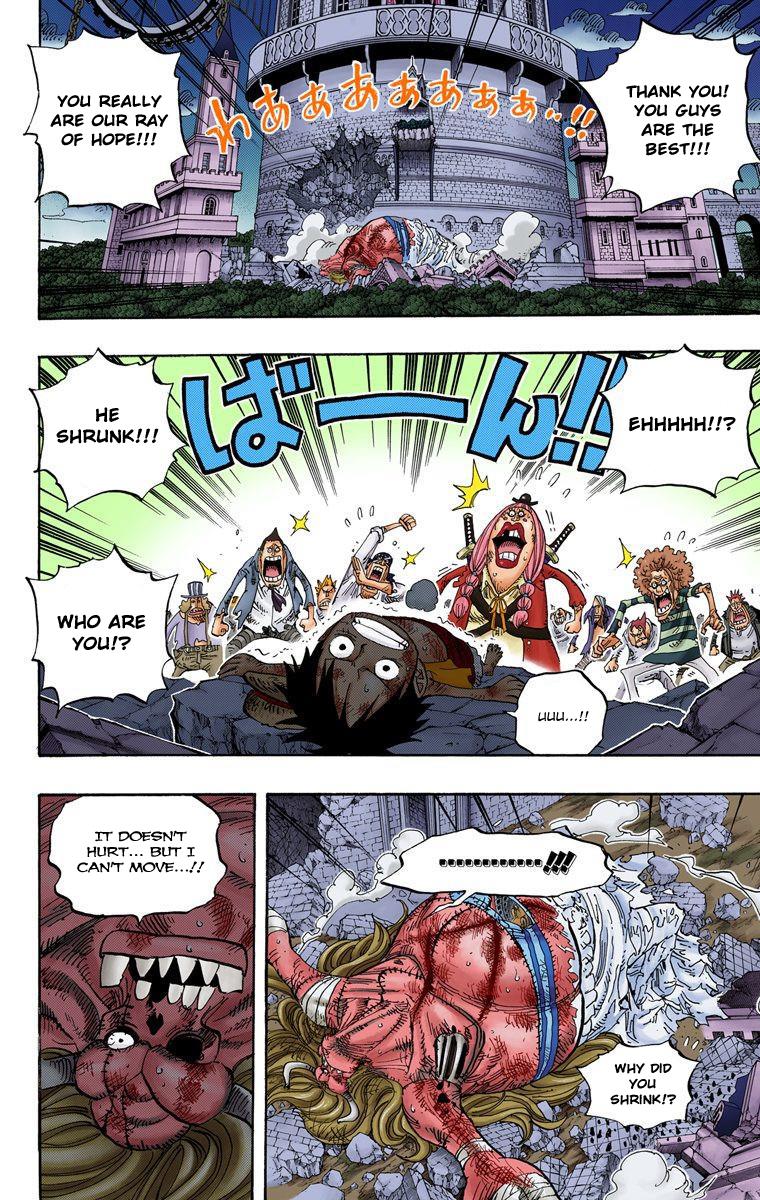 THANK YOU!
YOU GUYS
ARE THE
BEST!!!
わああああああぁ‥!!
YOU REALLY
ARE OUR RAY
OF HOPE!!!
EHHHHH!!?
ばーん!!
HE
SHRUNK!!!
WHO ARE
YOU!?
UUU...!!
............!!!
WHY DID
YOU
SHRINK!?
IT DOESN'T
HURT... BUT I
CAN'T MOVE...!!